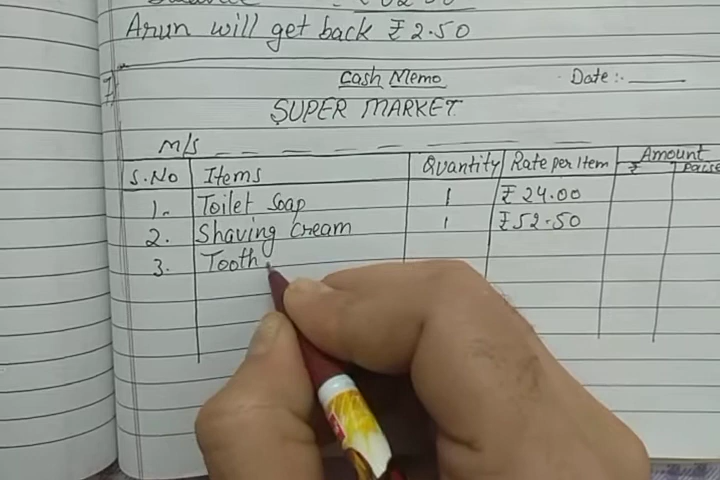 Arun will get back ₹2.50
Cash Memo Date:- ____
SUPER MARKET
M/S _ _ _ _ _ _ _ _
S.No Items Quantity Rate per Item Amount
₹ Paise
1. Toilet Soap 1 ₹24.00
2. Shaving Cream 1 ₹52.50
3. Tooth